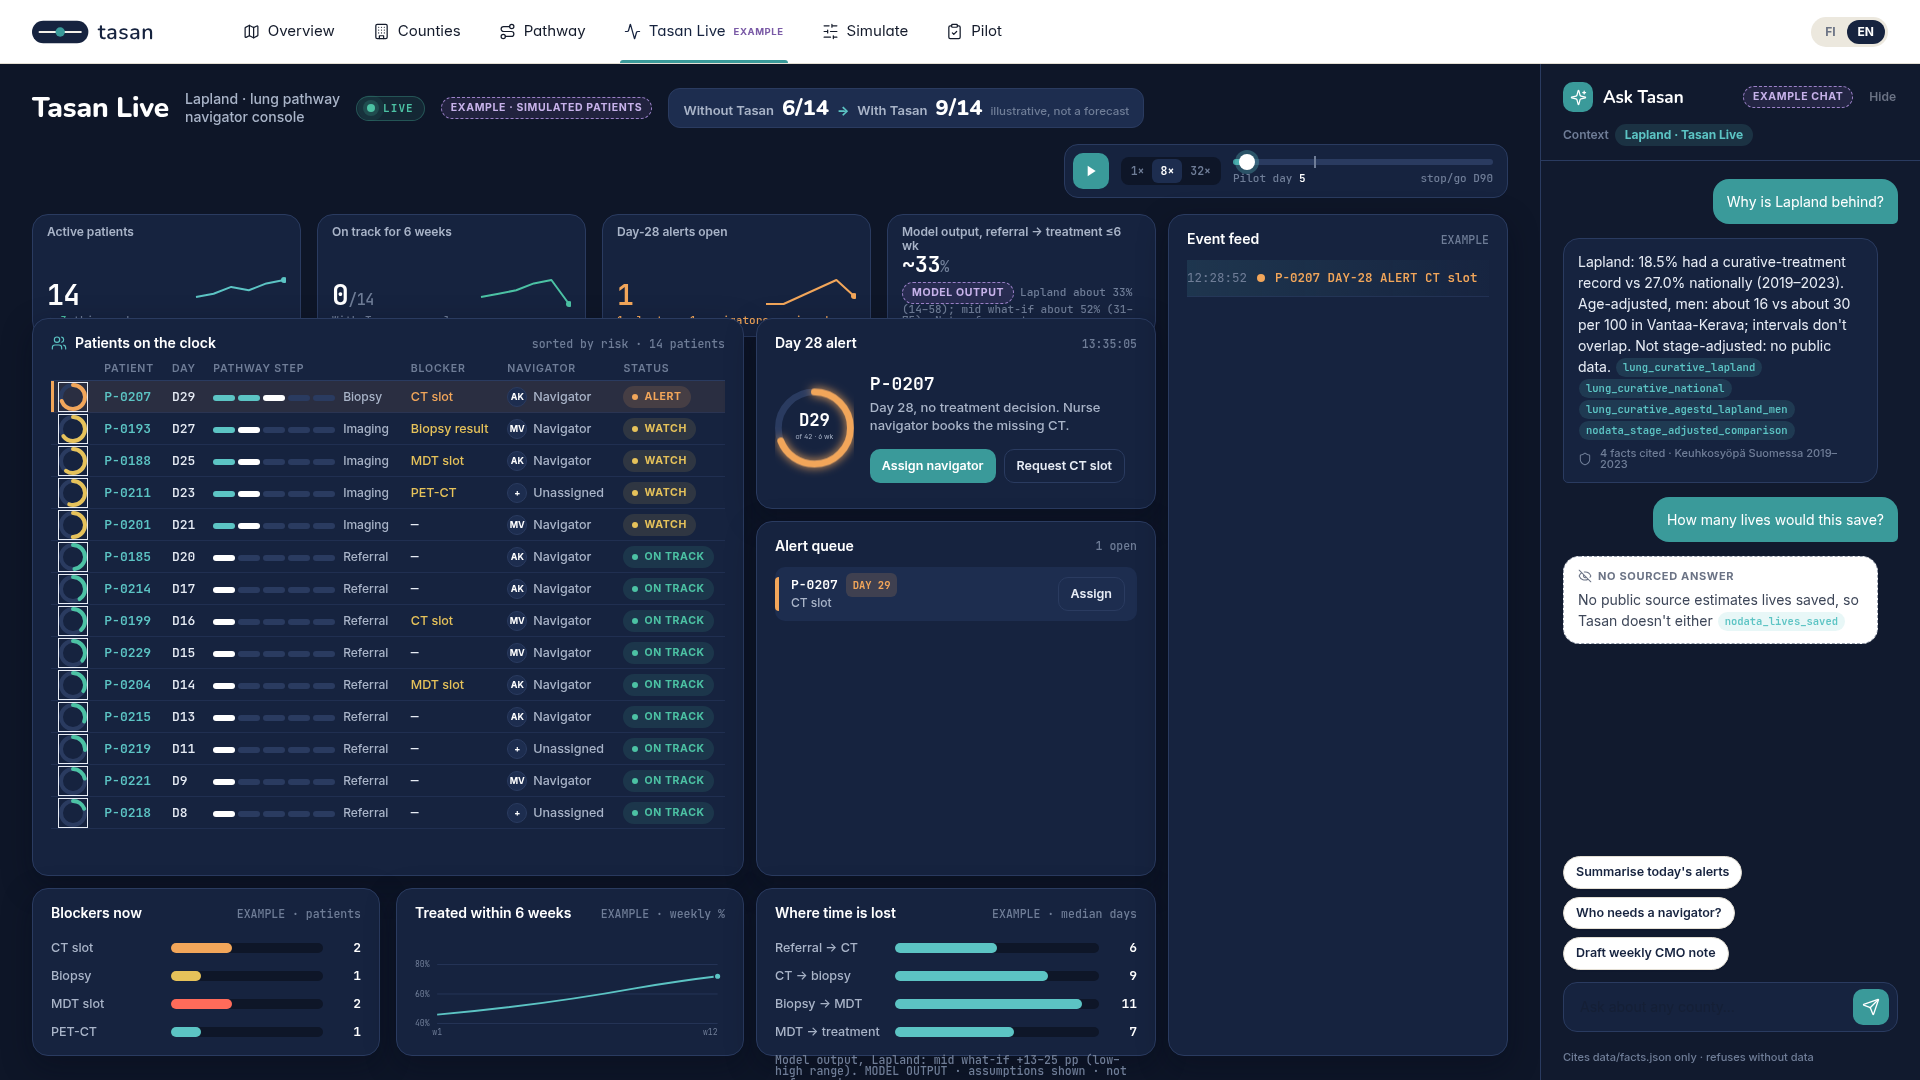 tasan
Overview
Counties
Pathway
Tasan Live EXAMPLE
Simulate
Pilot
FI EN
Tasan Live
Lapland · lung pathway
navigator console
LIVE
EXAMPLE · SIMULATED PATIENTS
Without Tasan 6/14 → With Tasan 9/14 illustrative, not a forecast
1× 8× 32×
Pilot day 5
stop/go D90
Active patients
14
On track for 6 weeks
0/14
Day-28 alerts open
1
Model output, referral → treatment ≤6
wk
~33%
MODEL OUTPUT Lapland about 33%
(14–58); mid what-if about 52% (31–
Event feed EXAMPLE
12:28:52 P-0207 DAY-28 ALERT CT slot
Patients on the clock sorted by risk · 14 patients
PATIENT DAY PATHWAY STEP BLOCKER NAVIGATOR STATUS
P-0207 D29 Biopsy CT slot AK Navigator ALERT
P-0193 D27 Imaging Biopsy result MV Navigator WATCH
P-0188 D25 Imaging MDT slot AK Navigator WATCH
P-0211 D23 Imaging PET-CT + Unassigned WATCH
P-0201 D21 Imaging – MV Navigator WATCH
P-0185 D20 Referral – AK Navigator ON TRACK
P-0214 D17 Referral – AK Navigator ON TRACK
P-0199 D16 Referral CT slot MV Navigator ON TRACK
P-0229 D15 Referral – MV Navigator ON TRACK
P-0204 D14 Referral MDT slot AK Navigator ON TRACK
P-0215 D13 Referral – AK Navigator ON TRACK
P-0219 D11 Referral – + Unassigned ON TRACK
P-0221 D9 Referral – MV Navigator ON TRACK
P-0218 D8 Referral – + Unassigned ON TRACK
Day 28 alert 13:35:05
D29
of 42 · 6 wk
P-0207
Day 28, no treatment decision. Nurse
navigator books the missing CT.
Assign navigator
Request CT slot
Alert queue 1 open
P-0207 DAY 29
CT slot
Assign
Blockers now EXAMPLE · patients
CT slot 2
Biopsy 1
MDT slot 2
PET-CT 1
Treated within 6 weeks EXAMPLE · weekly %
80%
60%
40%
w1 w12
Where time is lost EXAMPLE · median days
Referral → CT 6
CT → biopsy 9
Biopsy → MDT 11
MDT → treatment 7
Model output, Lapland: mid what-if +13–25 pp (low–
high range). MODEL OUTPUT · assumptions shown · not
Ask Tasan EXAMPLE CHAT Hide
Context Lapland · Tasan Live
Why is Lapland behind?
Lapland: 18.5% had a curative-treatment
record vs 27.0% nationally (2019–2023).
Age-adjusted, men: about 16 vs about 30
per 100 in Vantaa-Kerava; intervals don't
overlap. Not stage-adjusted: no public
data. lung_curative_lapland
lung_curative_national
lung_curative_agestd_lapland_men
nodata_stage_adjusted_comparison
4 facts cited · Keuhkosyöpä Suomessa 2019–
2023
How many lives would this save?
NO SOURCED ANSWER
No public source estimates lives saved, so
Tasan doesn't either nodata_lives_saved
Summarise today's alerts
Who needs a navigator?
Draft weekly CMO note
Cites data/facts.json only · refuses without data